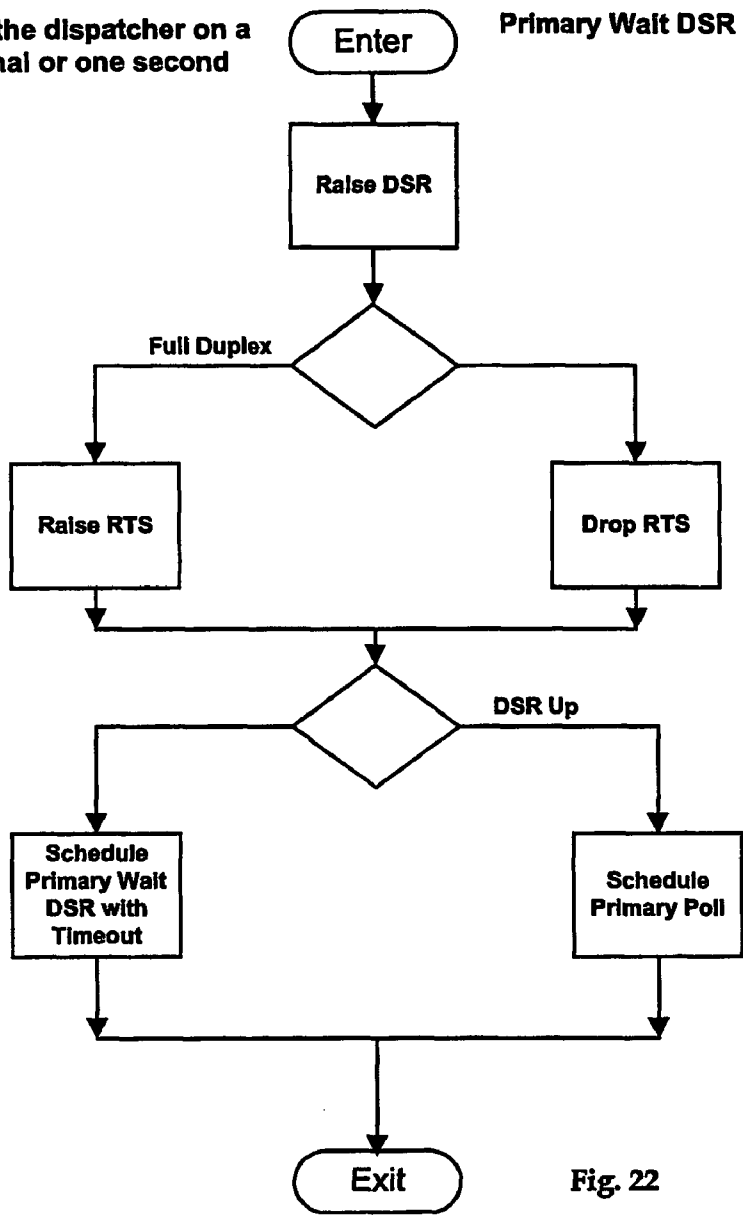 the dispatcher on a
or one second
Enter
Primary Wait DSR
Raise DSR
Full Duplex
Raise RTS
Drop RTS
DSR Up
Schedule
Primary Wait
DSR with
Timeout
Schedule
Primary Poll
Exit
Fig. 22